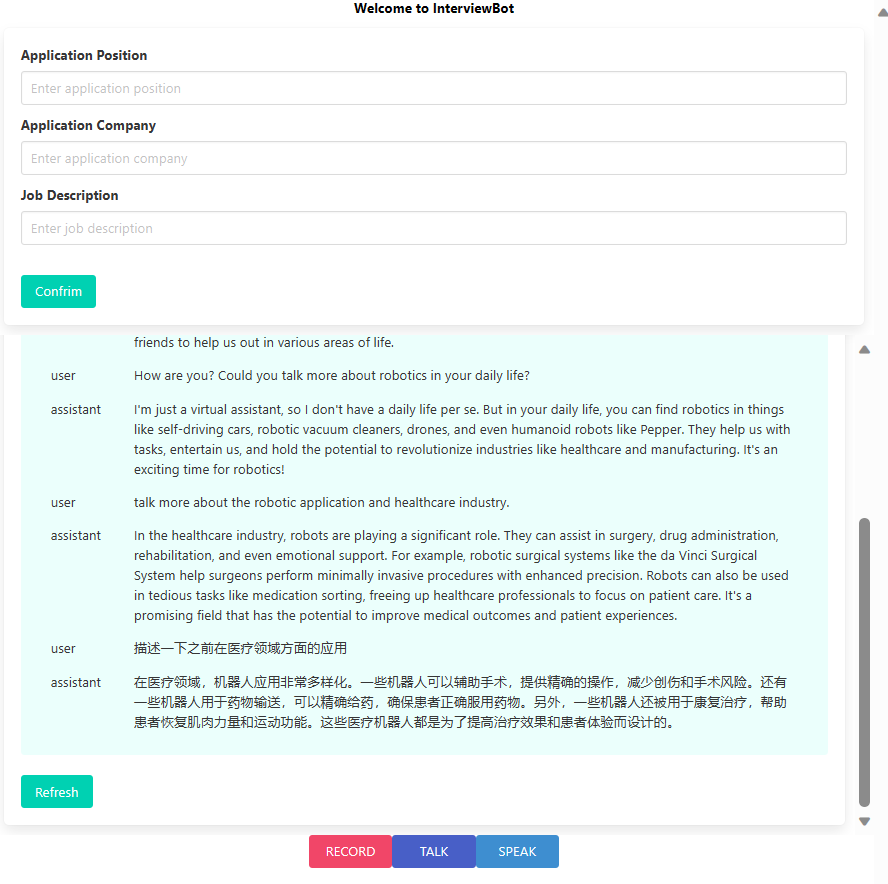 Welcome to InterviewBot
Application Position
Enter application position
Application Company
Enter application company
Job Description
Enter job description
Confrim
friends to help us out in various areas of life.
user
How are you? Could you talk more about robotics in your daily life?
assistant
I'm just a virtual assistant, so I don't have a daily life per se. But in your daily life, you can find robotics in things
like self-driving cars, robotic vacuum cleaners, drones, and even humanoid robots like Pepper. They help us with
tasks, entertain us, and hold the potential to revolutionize industries like healthcare and manufacturing. It's an
exciting time for robotics!
user
talk more about the robotic application and healthcare industry.
assistant
In the healthcare industry, robots are playing a significant role. They can assist in surgery, drug administration,
rehabilitation, and even emotional support. For example, robotic surgical systems like the da Vinci Surgical
System help surgeons perform minimally invasive procedures with enhanced precision. Robots can also be used
in tedious tasks like medication sorting, freeing up healthcare professionals to focus on patient care. It's a
promising field that has the potential to improve medical outcomes and patient experiences.
user
描述一下之前在医疗领域方面的应用
assistant
在医疗领域，机器人应用非常多样化。一些机器人可以辅助手术，提供精确的操作，减少创伤和手术风险。还有
一些机器人用于药物输送，可以精确给药，确保患者正确服用药物。另外，一些机器人还被用于康复治疗，帮助
患者恢复肌肉力量和运动功能。这些医疗机器人都是为了提高治疗效果和患者体验而设计的。
Refresh
RECORD
TALK
SPEAK